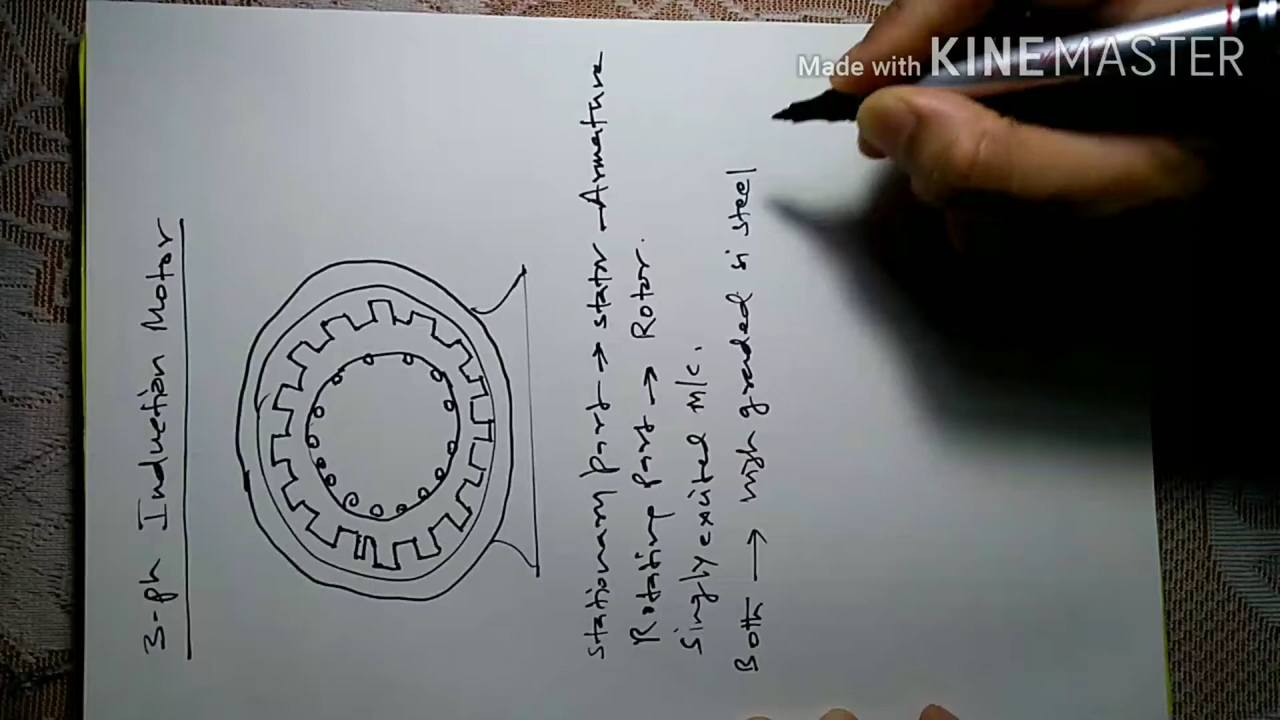 Made with KINEMASTER
3-ph Induction Motor
Stationary part → stator - Armature
Rotating part → Rotor.
Singly excited M/c.
Both → high graded si steel